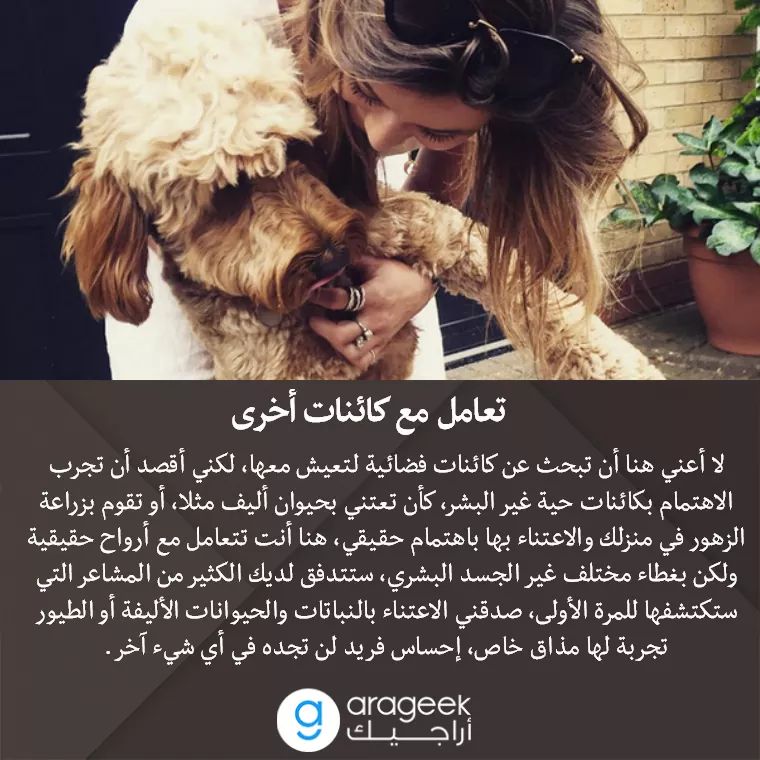 تعامل مع كائنات أخرى
لا أعني هنا أن تبحث عن كائنات فضائية لتعيش معها، لكني أقصد أن تجرب
الاهتمام بكائنات حية غير البشر، كأن تعتني بحيوان أليف مثلا، أو تقوم بزراعة
الزهور في منزلك والاعتناء بها باهتمام حقيقي، هنا أنت تتعامل مع أرواح حقيقية
ولكن بغطاء مختلف غير الجسد البشري، ستتدفق لديك الكثير من المشاعر التي
ستكتشفها للمرة الأولى، صدقني الاعتناء بالنباتات والحيوانات الأليفة أو الطيور
تجربة لها مذاق خاص، إحساس فريد لن تجده في أي شيء آخر.
arageek
أراجيك